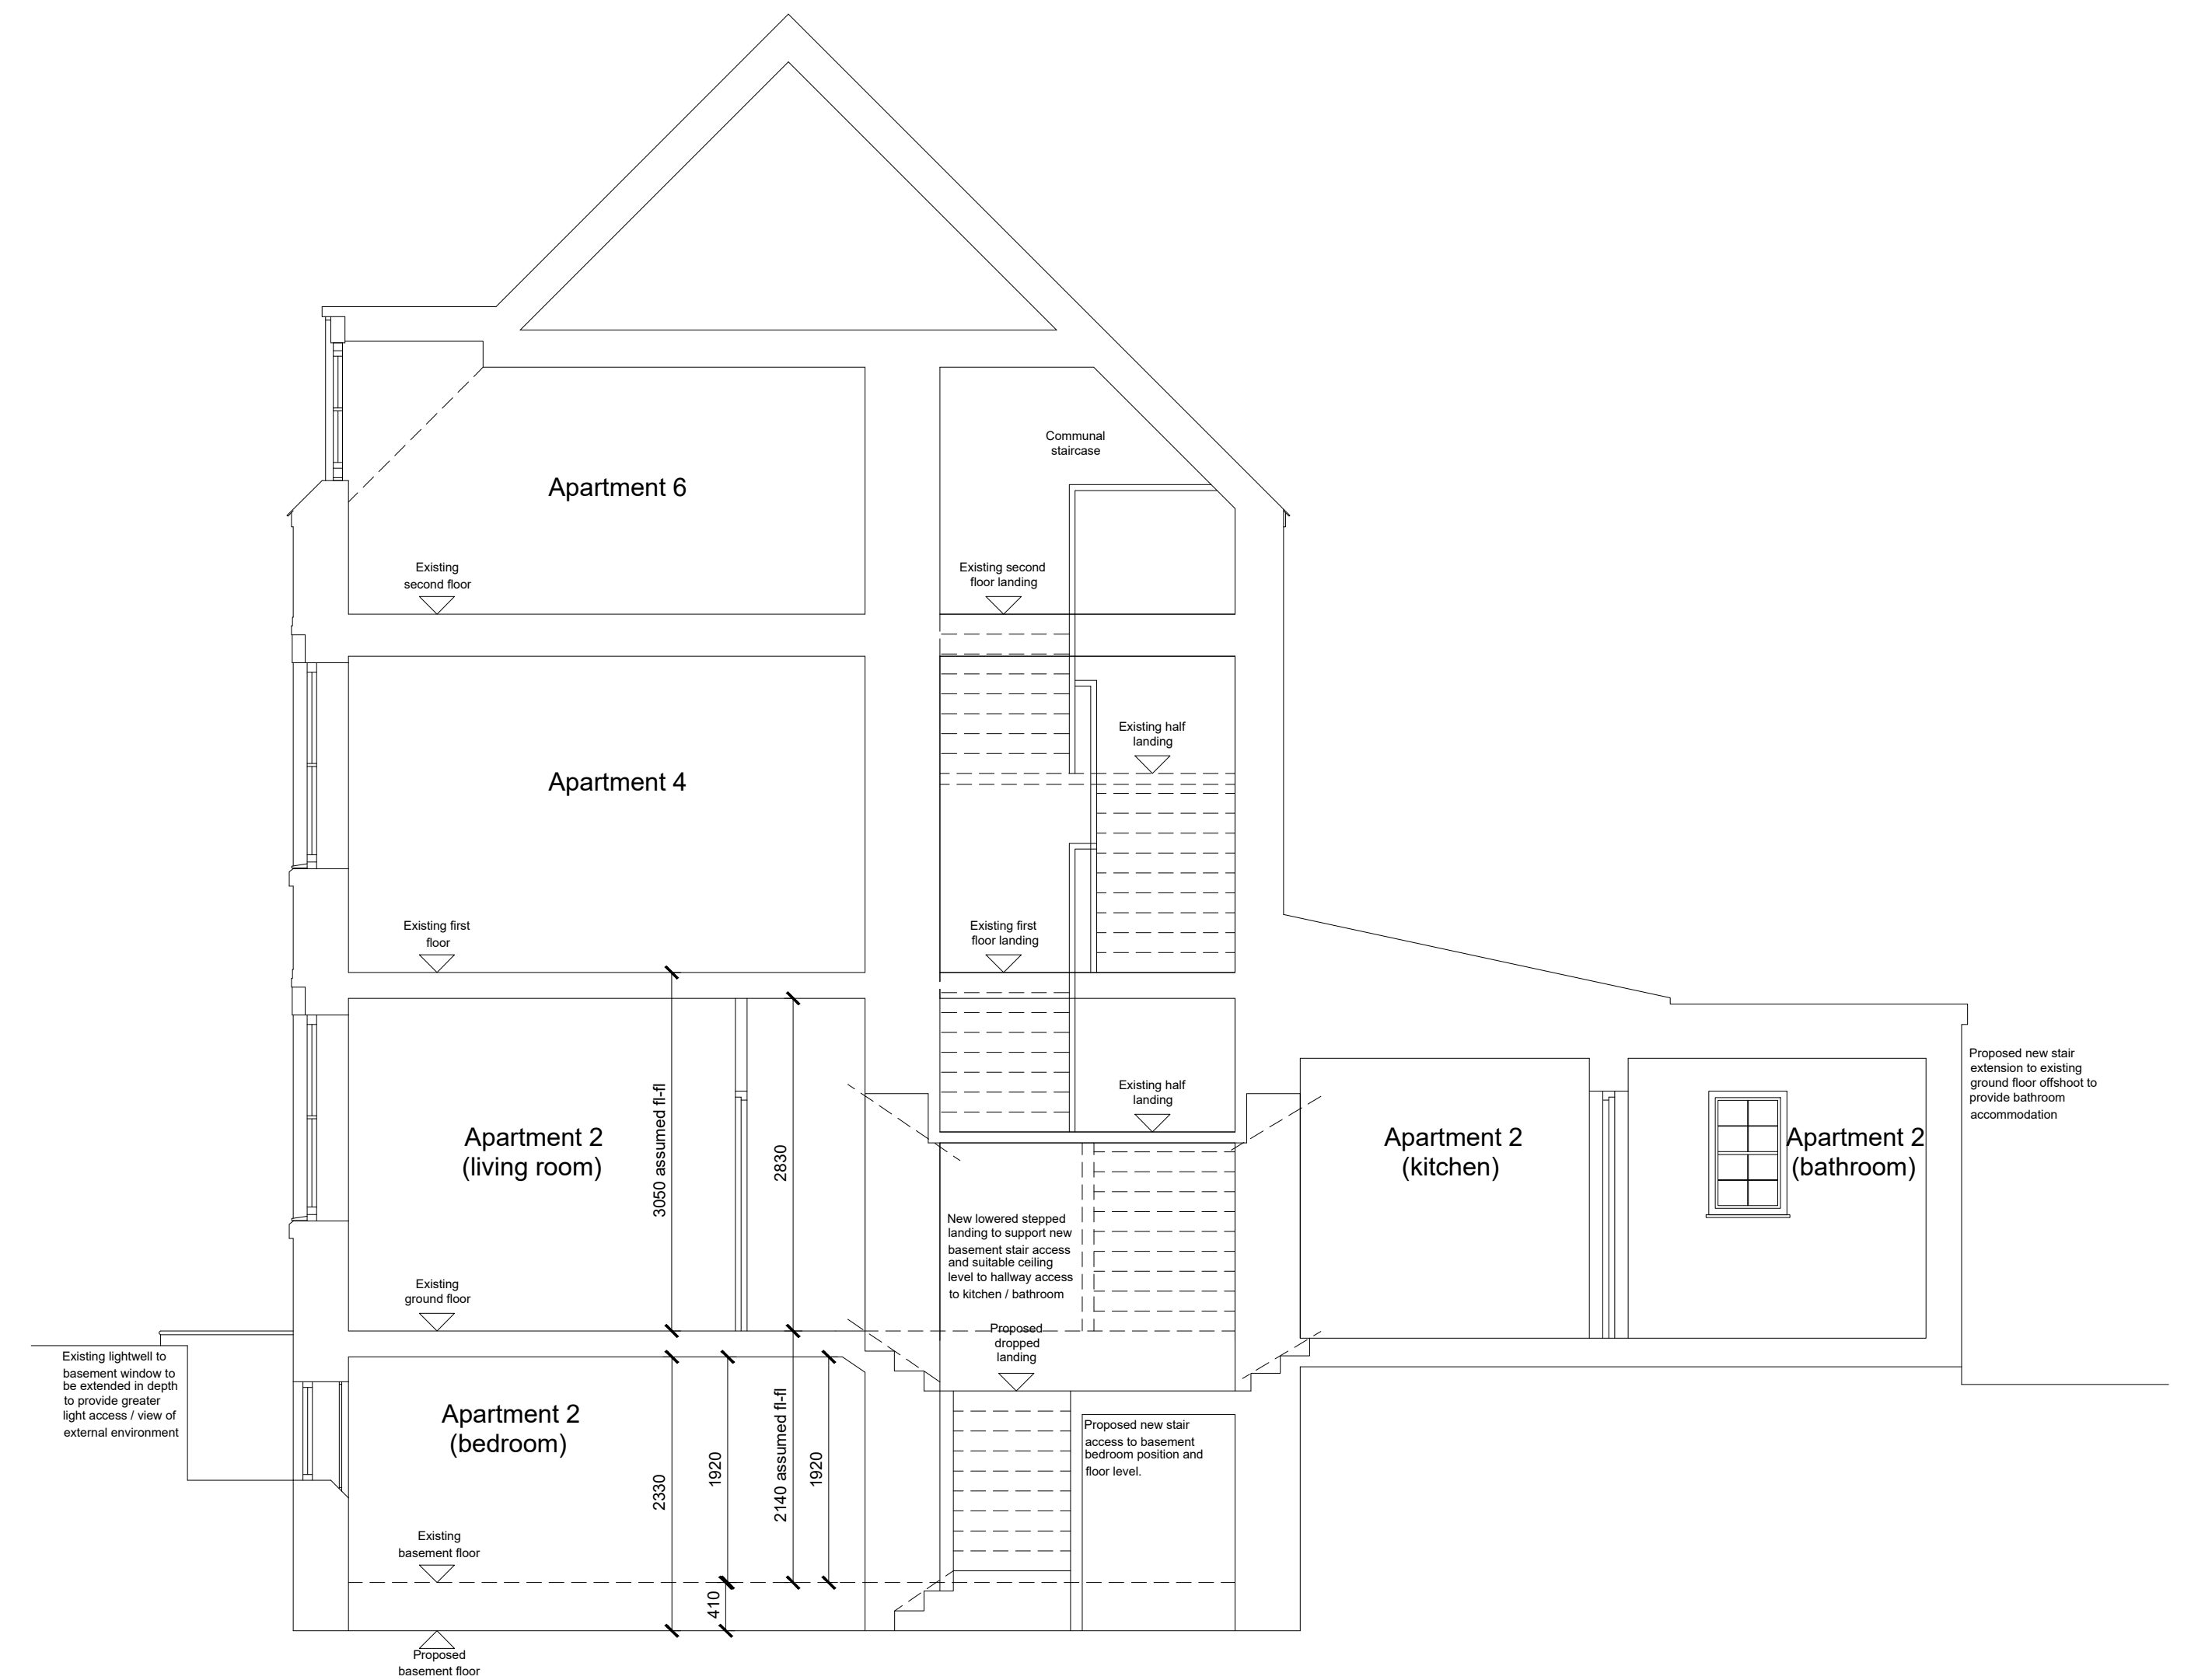 Communal
staircase
Apartment 6
Existing
second floor
Existing second
floor landing
Existing half
landing
Apartment 4
Existing first
floor
Existing first
floor landing
Proposed new stair
extension to existing
ground floor offshoot to
provide bathroom
accommodation
3050 assumed fl-fl
2830
Existing half
landing
Apartment 2
(living room)
Apartment 2
(kitchen)
Apartment 2
(bathroom)
New lowered stepped
landing to support new
basement stair access
and suitable ceiling
level to hallway access
to kitchen / bathroom
Existing
ground floor
Proposed
dropped
landing
Existing lightwell to
basement window to
be extended in depth
to provide greater
light access / view of
external environment
Apartment 2
(bedroom)
2330
1920
2140 assumed fl-fl
1920
Proposed new stair
access to basement
bedroom position and
floor level.
Existing
basement floor
410
Proposed
basement floor